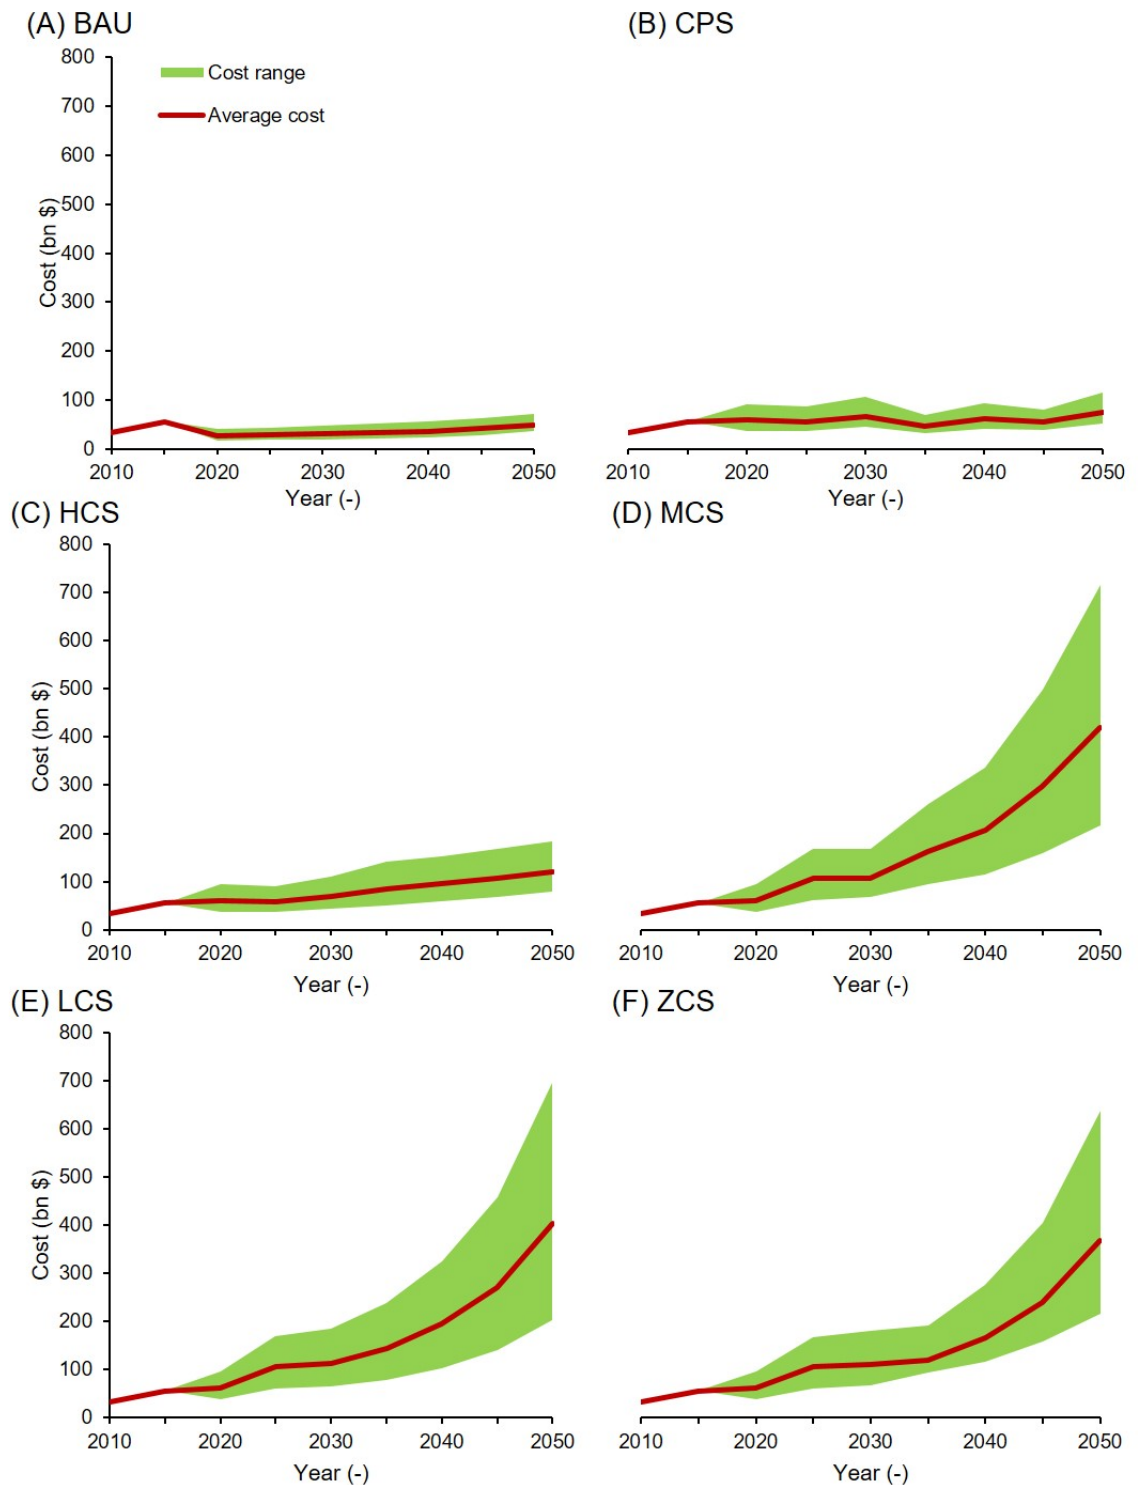 (A) BAU
(B) CPS
Cost range
Average cost
800
700
600
500
400
300
200
100
0
Cost (bn $)
2010 2020 2030 2040 2050
Year (-)
2010 2020 2030 2040 2050
Year (-)
(C) HCS
(D) MCS
800
700
600
500
400
300
200
100
0
Cost (bn $)
2010 2020 2030 2040 2050
Year (-)
2010 2020 2030 2040 2050
Year (-)
(E) LCS
(F) ZCS
800
700
600
500
400
300
200
100
0
Cost (bn $)
2010 2020 2030 2040 2050
Year (-)
2010 2020 2030 2040 2050
Year (-)